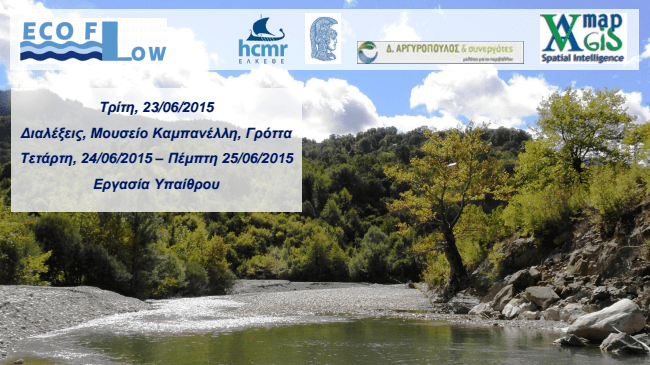 ECO FLOW
hcmr
ΕΛΚΕΘΕ
Δ. ΑΡΓΥΡΟΠΟΥΛΟΣ & συνεργάτες
map
GIS
Spatial Intelligence
Τρίτη, 23/06/2015
Διαλέξεις, Μουσείο Καμπανέλλη, Γρόττα
Τετάρτη, 24/06/2015 – Πέμπτη 25/06/2015
Εργασία Υπαίθρου